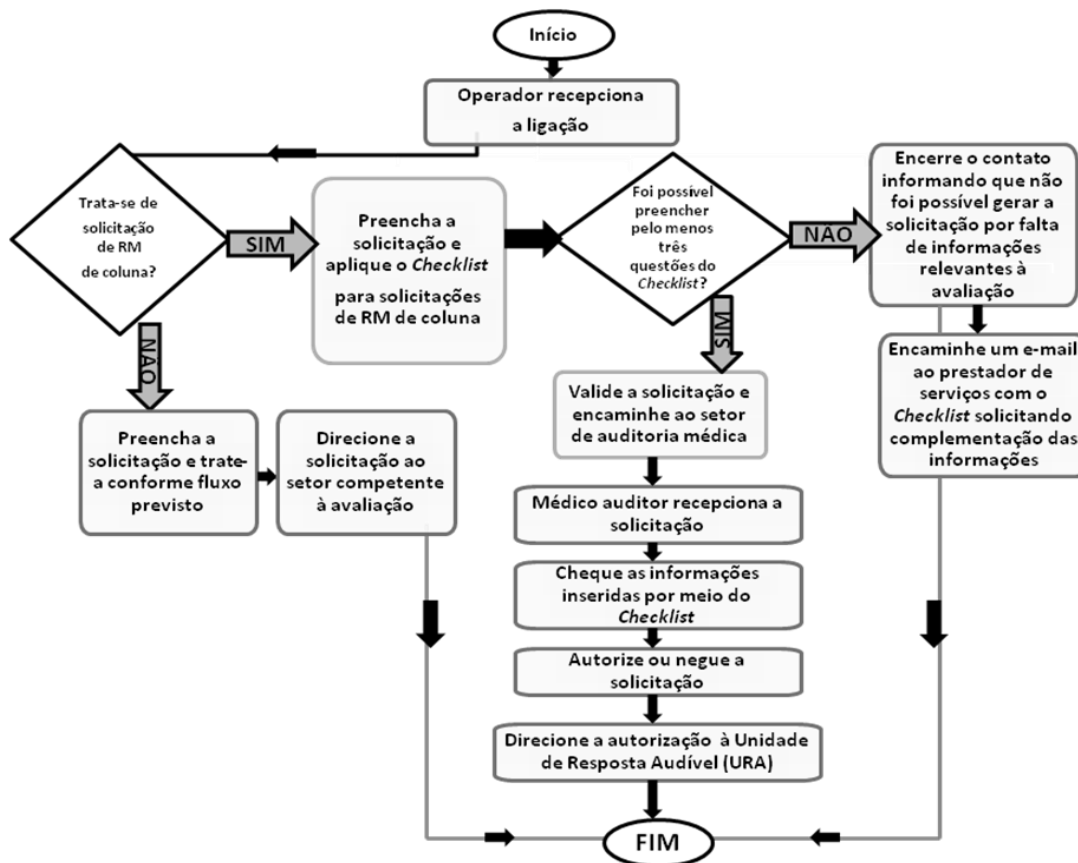 Início
Operador recepciona
a ligação
Trata-se de
solicitação
de RM
de coluna?
SIM
Preencha a
solicitação e
aplique o Checklist
para solicitações
de RM de coluna
Foi possível
preencher
pelo menos
três
questões do
Checklist?
NÃO
Encerre o contato
informando que não
foi possível gerar a
solicitação por falta
de informações
relevantes à
avaliação
NÃO
SIM
Encaminhe um e-mail
ao prestador de
serviços com o
Checklist solicitando
complementação das
informações
Preencha a
solicitação e trate-
a conforme fluxo
previsto
Direcione a
solicitação ao
setor competente
à avaliação
Valide a solicitação e
encaminhe ao setor
de auditoria médica
Médico auditor recepciona a
solicitação
Cheque as informações
inseridas por meio do
Checklist
Autorize ou negue a
solicitação
Direcione a autorização à Unidade
de Resposta Audível (URA)
FIM